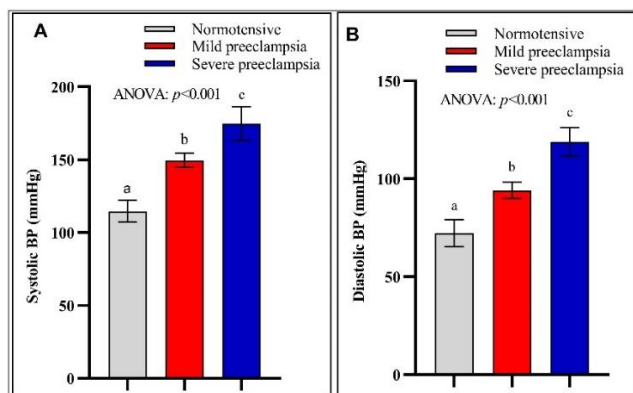 A
Normotensive
Mild preeclampsia
Severe preeclampsia
ANOVA: p<0.001
Systolic BP (mmHg)
200
150
100
50
0
a
b
c
B
Normotensive
Mild preeclampsia
Severe preeclampsia
ANOVA: p<0.001
Diastolic BP (mmHg)
150
100
50
0
a
b
c